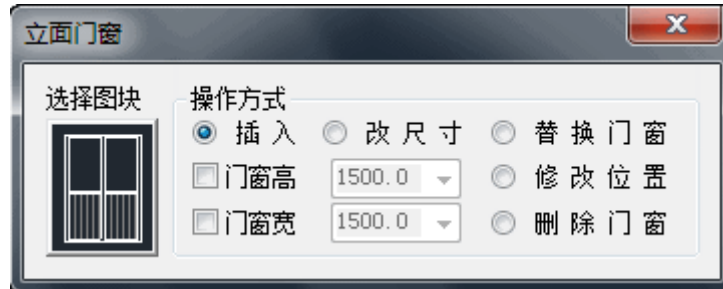 立面门窗
选择图块
操作方式
插入 改尺寸 替换门窗
门窗高 1500.0 修改位置
门窗宽 1500.0 删除门窗